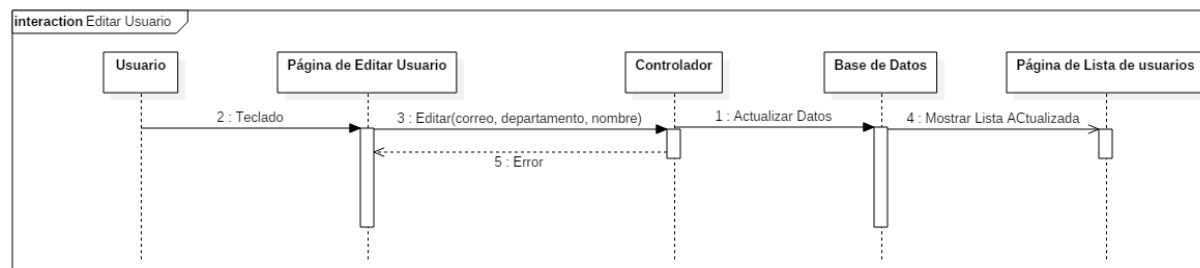 interaction Editar Usuario
Usuario
Página de Editar Usuario
Controlador
Base de Datos
Página de Lista de usuarios
2 : Teclado
3 : Editar(correo, departamento, nombre)
1 : Actualizar Datos
4 : Mostrar Lista ACtualizada
5 : Error